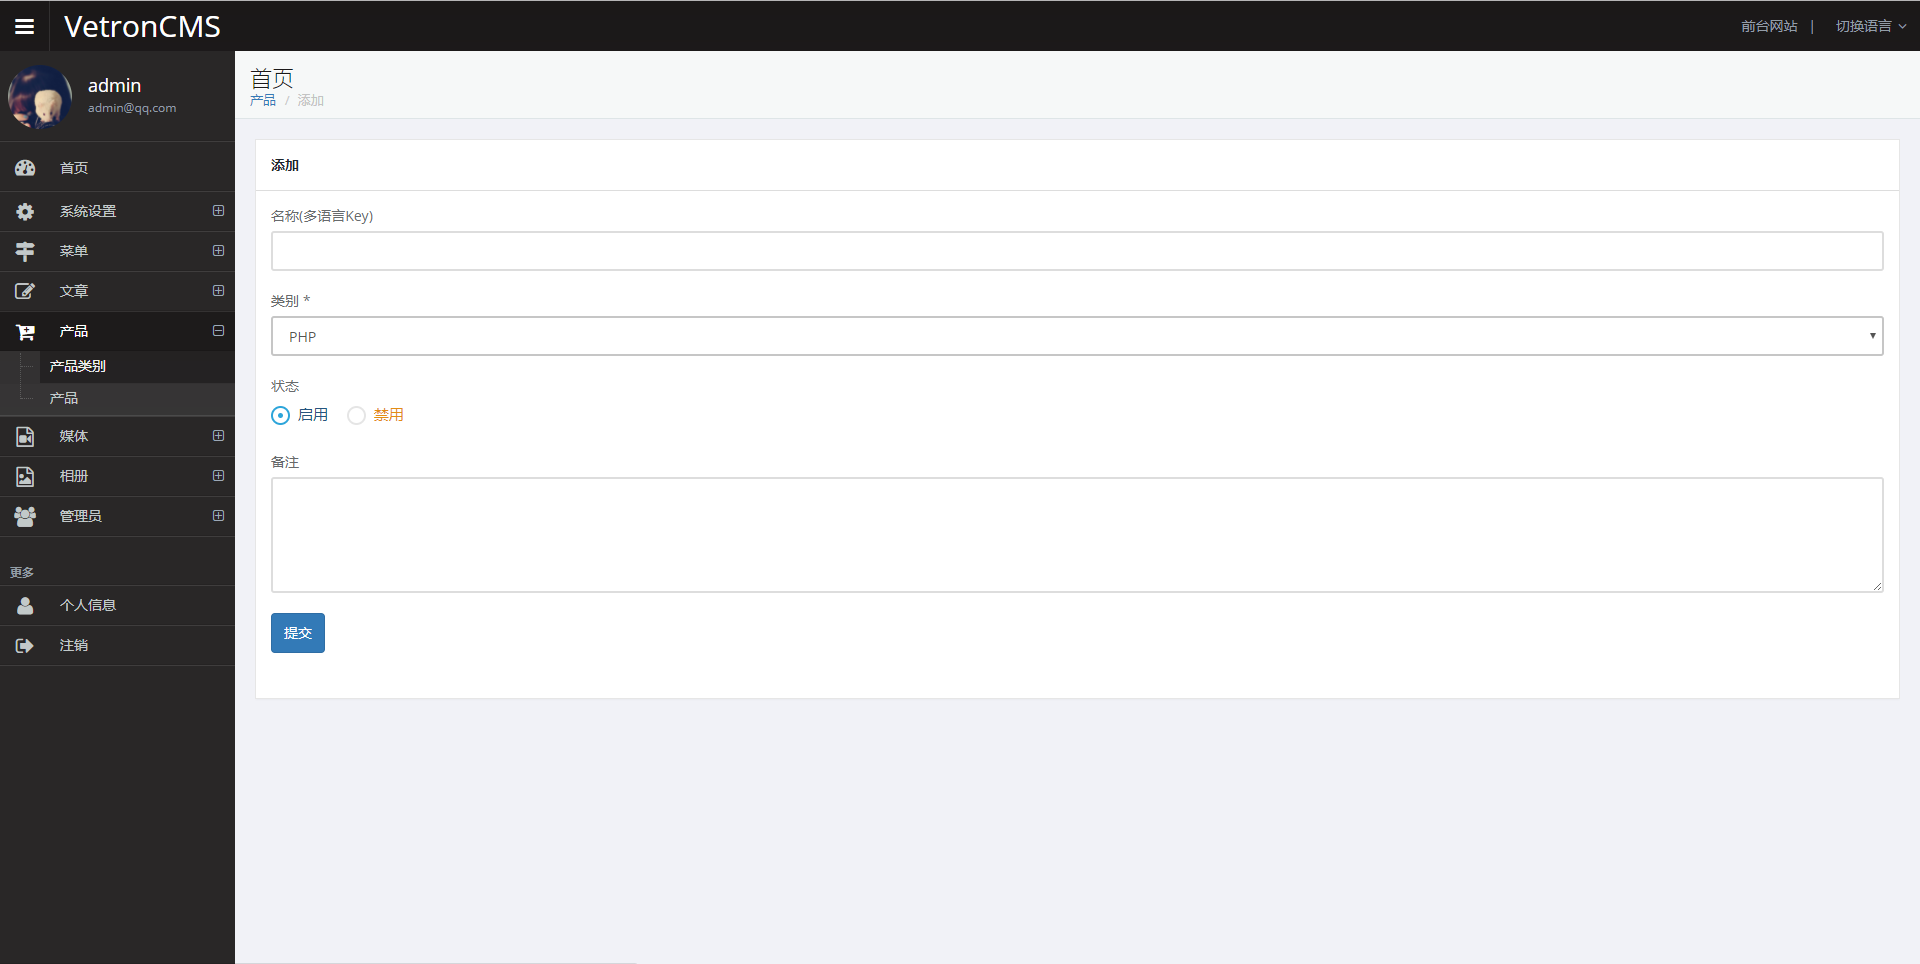 VetronCMS
前台网站 | 切换语言
admin
admin@qq.com
首页
系统设置
菜单
文章
产品
产品类别
产品
媒体
相册
管理员
更多
个人信息
注销
首页
产品 / 添加
添加
名称(多语言Key)
类别 *
PHP
状态
启用 禁用
备注
提交